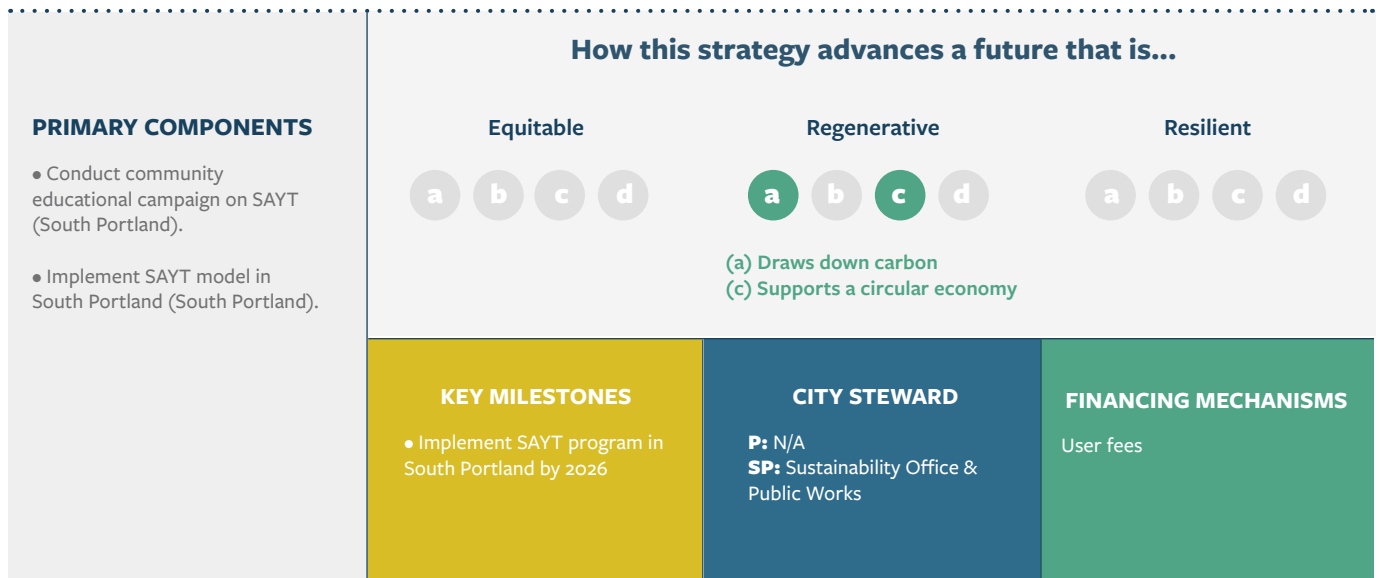 How this strategy advances a future that is...
PRIMARY COMPONENTS
• Conduct community
educational campaign on SAYT
(South Portland).
• Implement SAYT model in
South Portland (South Portland).
Equitable
a b c d
Regenerative
a b c d
(a) Draws down carbon
(c) Supports a circular economy
Resilient
a b c d
KEY MILESTONES
• Implement SAYT program in
South Portland by 2026
CITY STEWARD
P: N/A
SP: Sustainability Office &
Public Works
FINANCING MECHANISMS
User fees